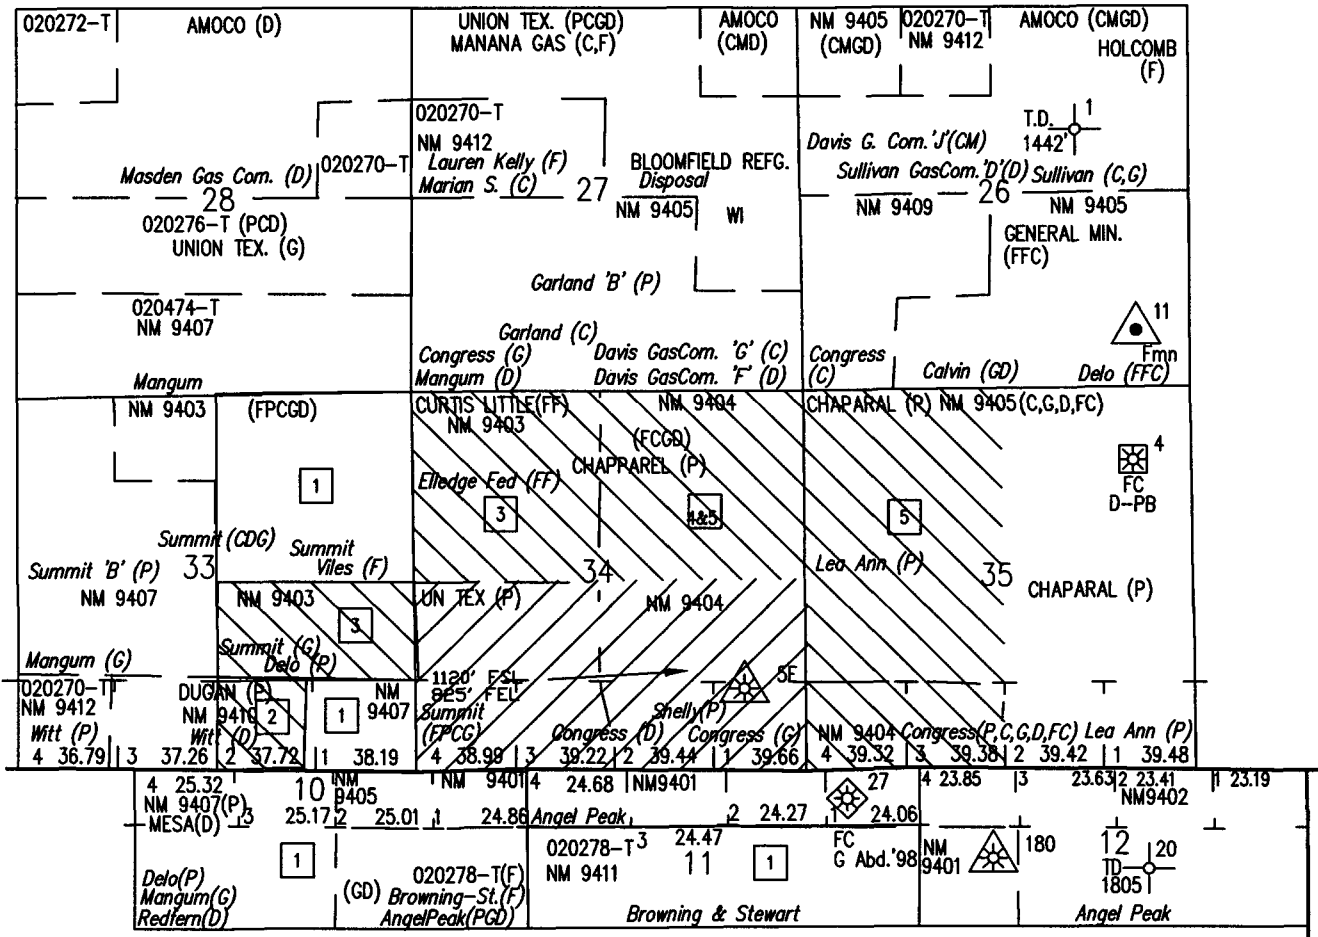 020272-T
AMOCO (D)
UNION TEX. (PCGD)
MANANA GAS (C,F)
AMOCO
(CMD)
NM 9405
(CMGD)
020270-T
NM 9412
AMOCO (CMGD)
HOLCOMB
(F)
020270-T
NM 9412
Lauren Kelly (F)
Marian S. (C)
27
BLOOMFIELD REFG.
Disposal
NM 9405
WI
T.D.
1442'
1
Davis G. Com.'J'(CM)
Sullivan GasCom.'D'(D)
Sullivan (C,G)
NM 9409
26
NM 9405
GENERAL MIN.
(FFC)
020270-T
Masden Gas Com. (D)
28
020276-T (PCD)
UNION TEX. (G)
020474-T
NM 9407
Mangum
Garland 'B' (P)
Garland (C)
Congress (G)
Mangum (D)
Davis GasCom. 'G' (C)
Davis GasCom. 'F' (D)
Congress
(C)
Calvin (GD)
11
Fmn
Delo (FFC)
NM 9403
(FPCGD)
1
Summit (CDG)
Summit
Viles (F)
Summit 'B' (P)
33
NM 9407
NM 9403
3
Summit (G)
Delo (P)
Mangum (G)
CURTIS LITTLE(FF)
NM 9403
NM 9404
(FCGD)
CHAPPAREL (P)
Elledge Fed (FF)
3
4&5
34
UN TEX (P)
NM 9404
1120' FSL
825' FEL
5E
Summit
(FPCG)
Shelly(P)
Congress (D)
Congress (G)
CHAPARAL (P)
NM 9405(C,G,D,FC)
5
Lea Ann (P)
35
4
FC
D-PB
CHAPARAL (P)
020270-T
NM 9412
Witt (P)
DUGAN (P)
NM 9410
Witt (D)
2
1
NM
9407
NM 9404
Congress(P,C,G,D,FC)
Lea Ann (P)
4 36.79 3 37.26 2 37.72 1 38.19 4 38.99 3 39.22 2 39.44 1 39.66 4 39.32 3 39.38 2 39.42 1 39.48
4 25.32
NM 9407(P)
MESA(D)
3 25.17
10
NM
9405
2 25.01
NM 9401
1 24.86
4 24.68
NM9401
Angel Peak
2 24.27
27
1 24.06
4 23.85
3 23.63
2 23.41
NM9402
1 23.19
1
Delo(P)
Mangum(G)
Redfern(D)
020278-T(F)
(GD)
Browning-St.(F)
AngelPeak(PGD)
020278-T
NM 9411
3 24.47
11
1
FC
G Abd.'98
Browning & Stewart
NM
9401
180
12
TD
1805
20
Angel Peak